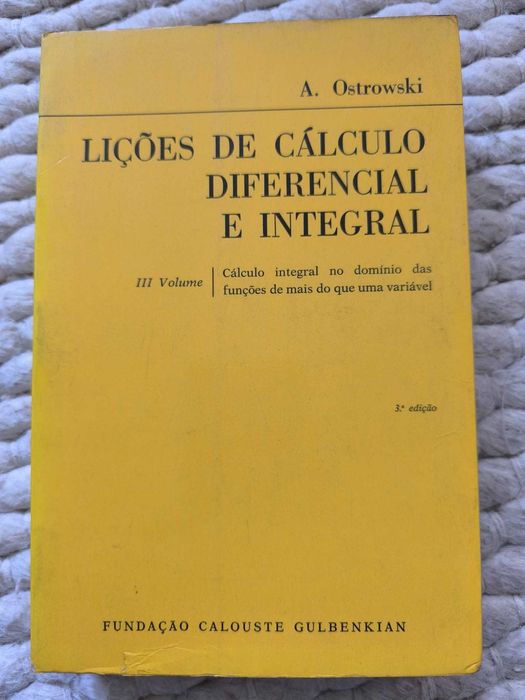 A. Ostrowski
LIÇÕES DE CÁLCULO
DIFERENCIAL
E INTEGRAL
III Volume
Cálculo integral no domínio das
funções de mais do que uma variável
3.ª edição
FUNDAÇÃO CALOUSTE GULBENKIAN